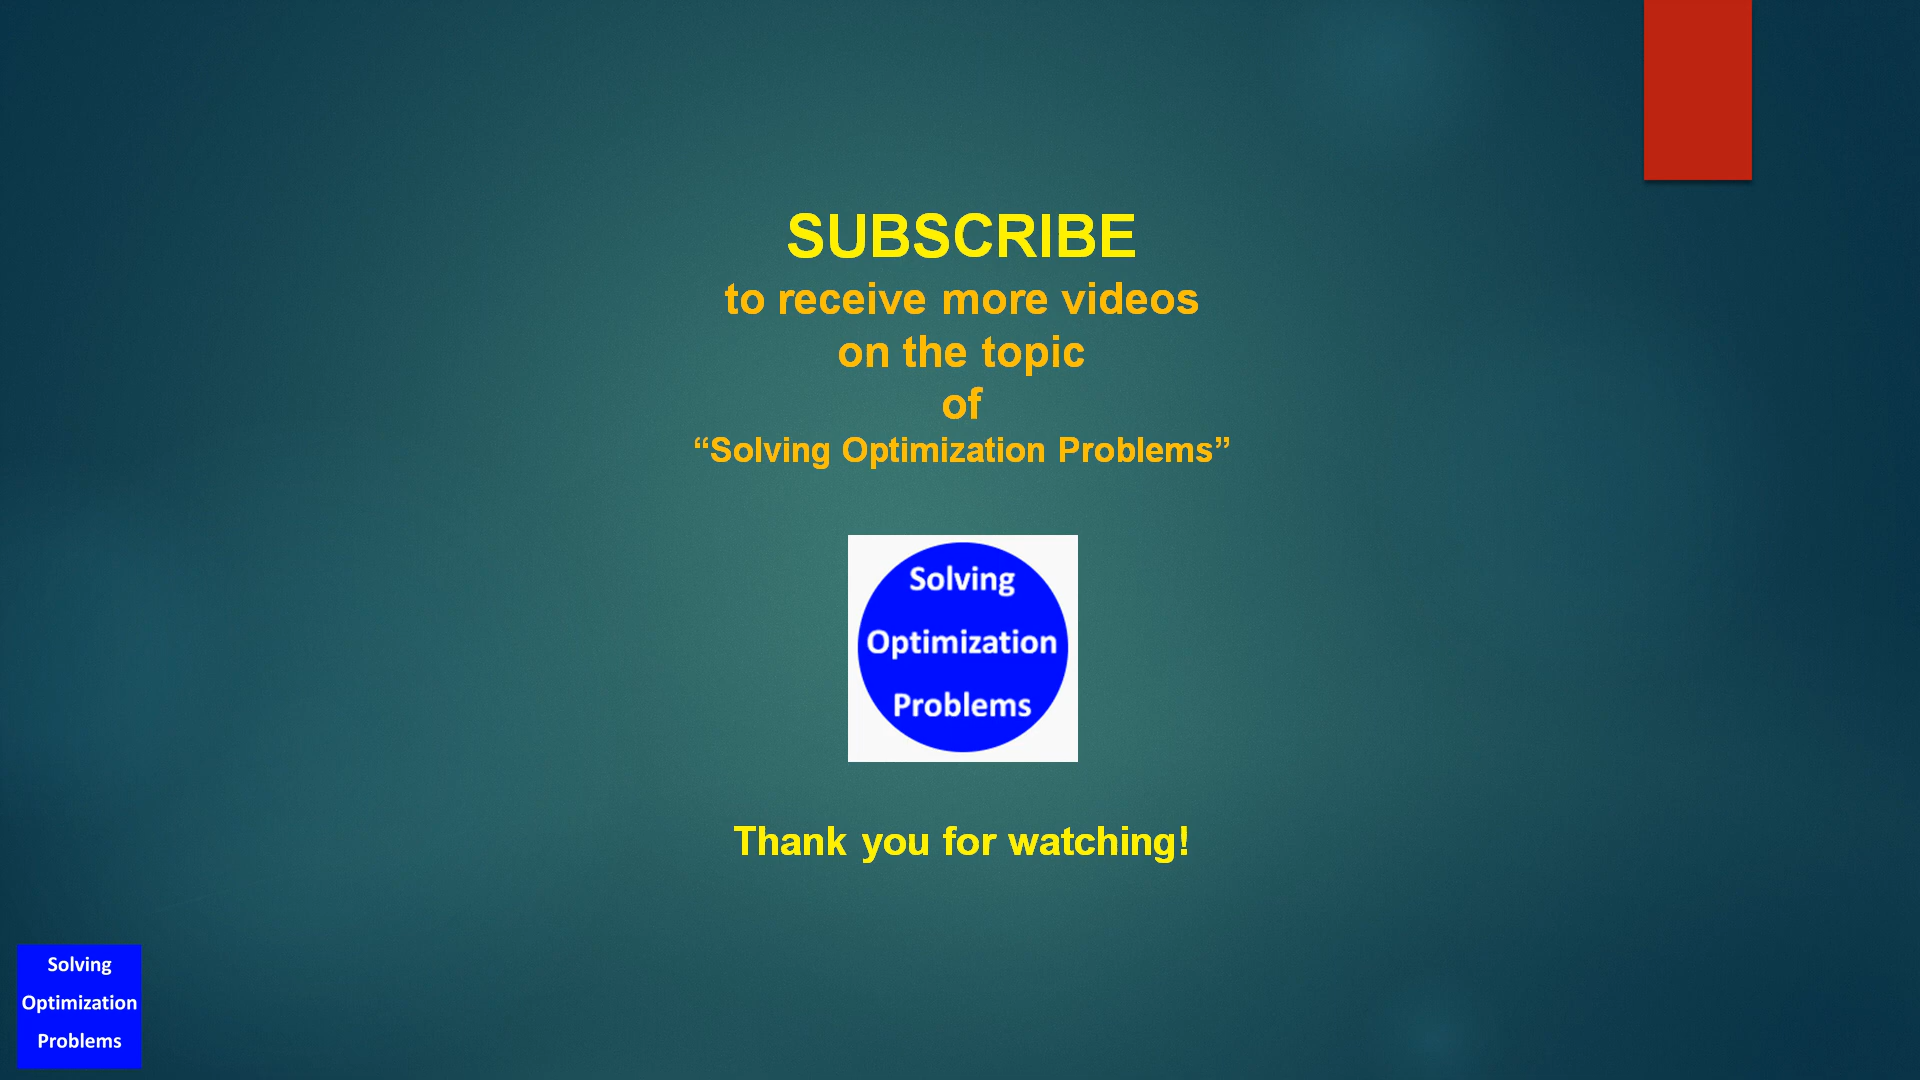 SUBSCRIBE
to receive more videos
on the topic
of
“Solving Optimization Problems”
Solving
Optimization
Problems
Thank you for watching!
Solving
Optimization
Problems